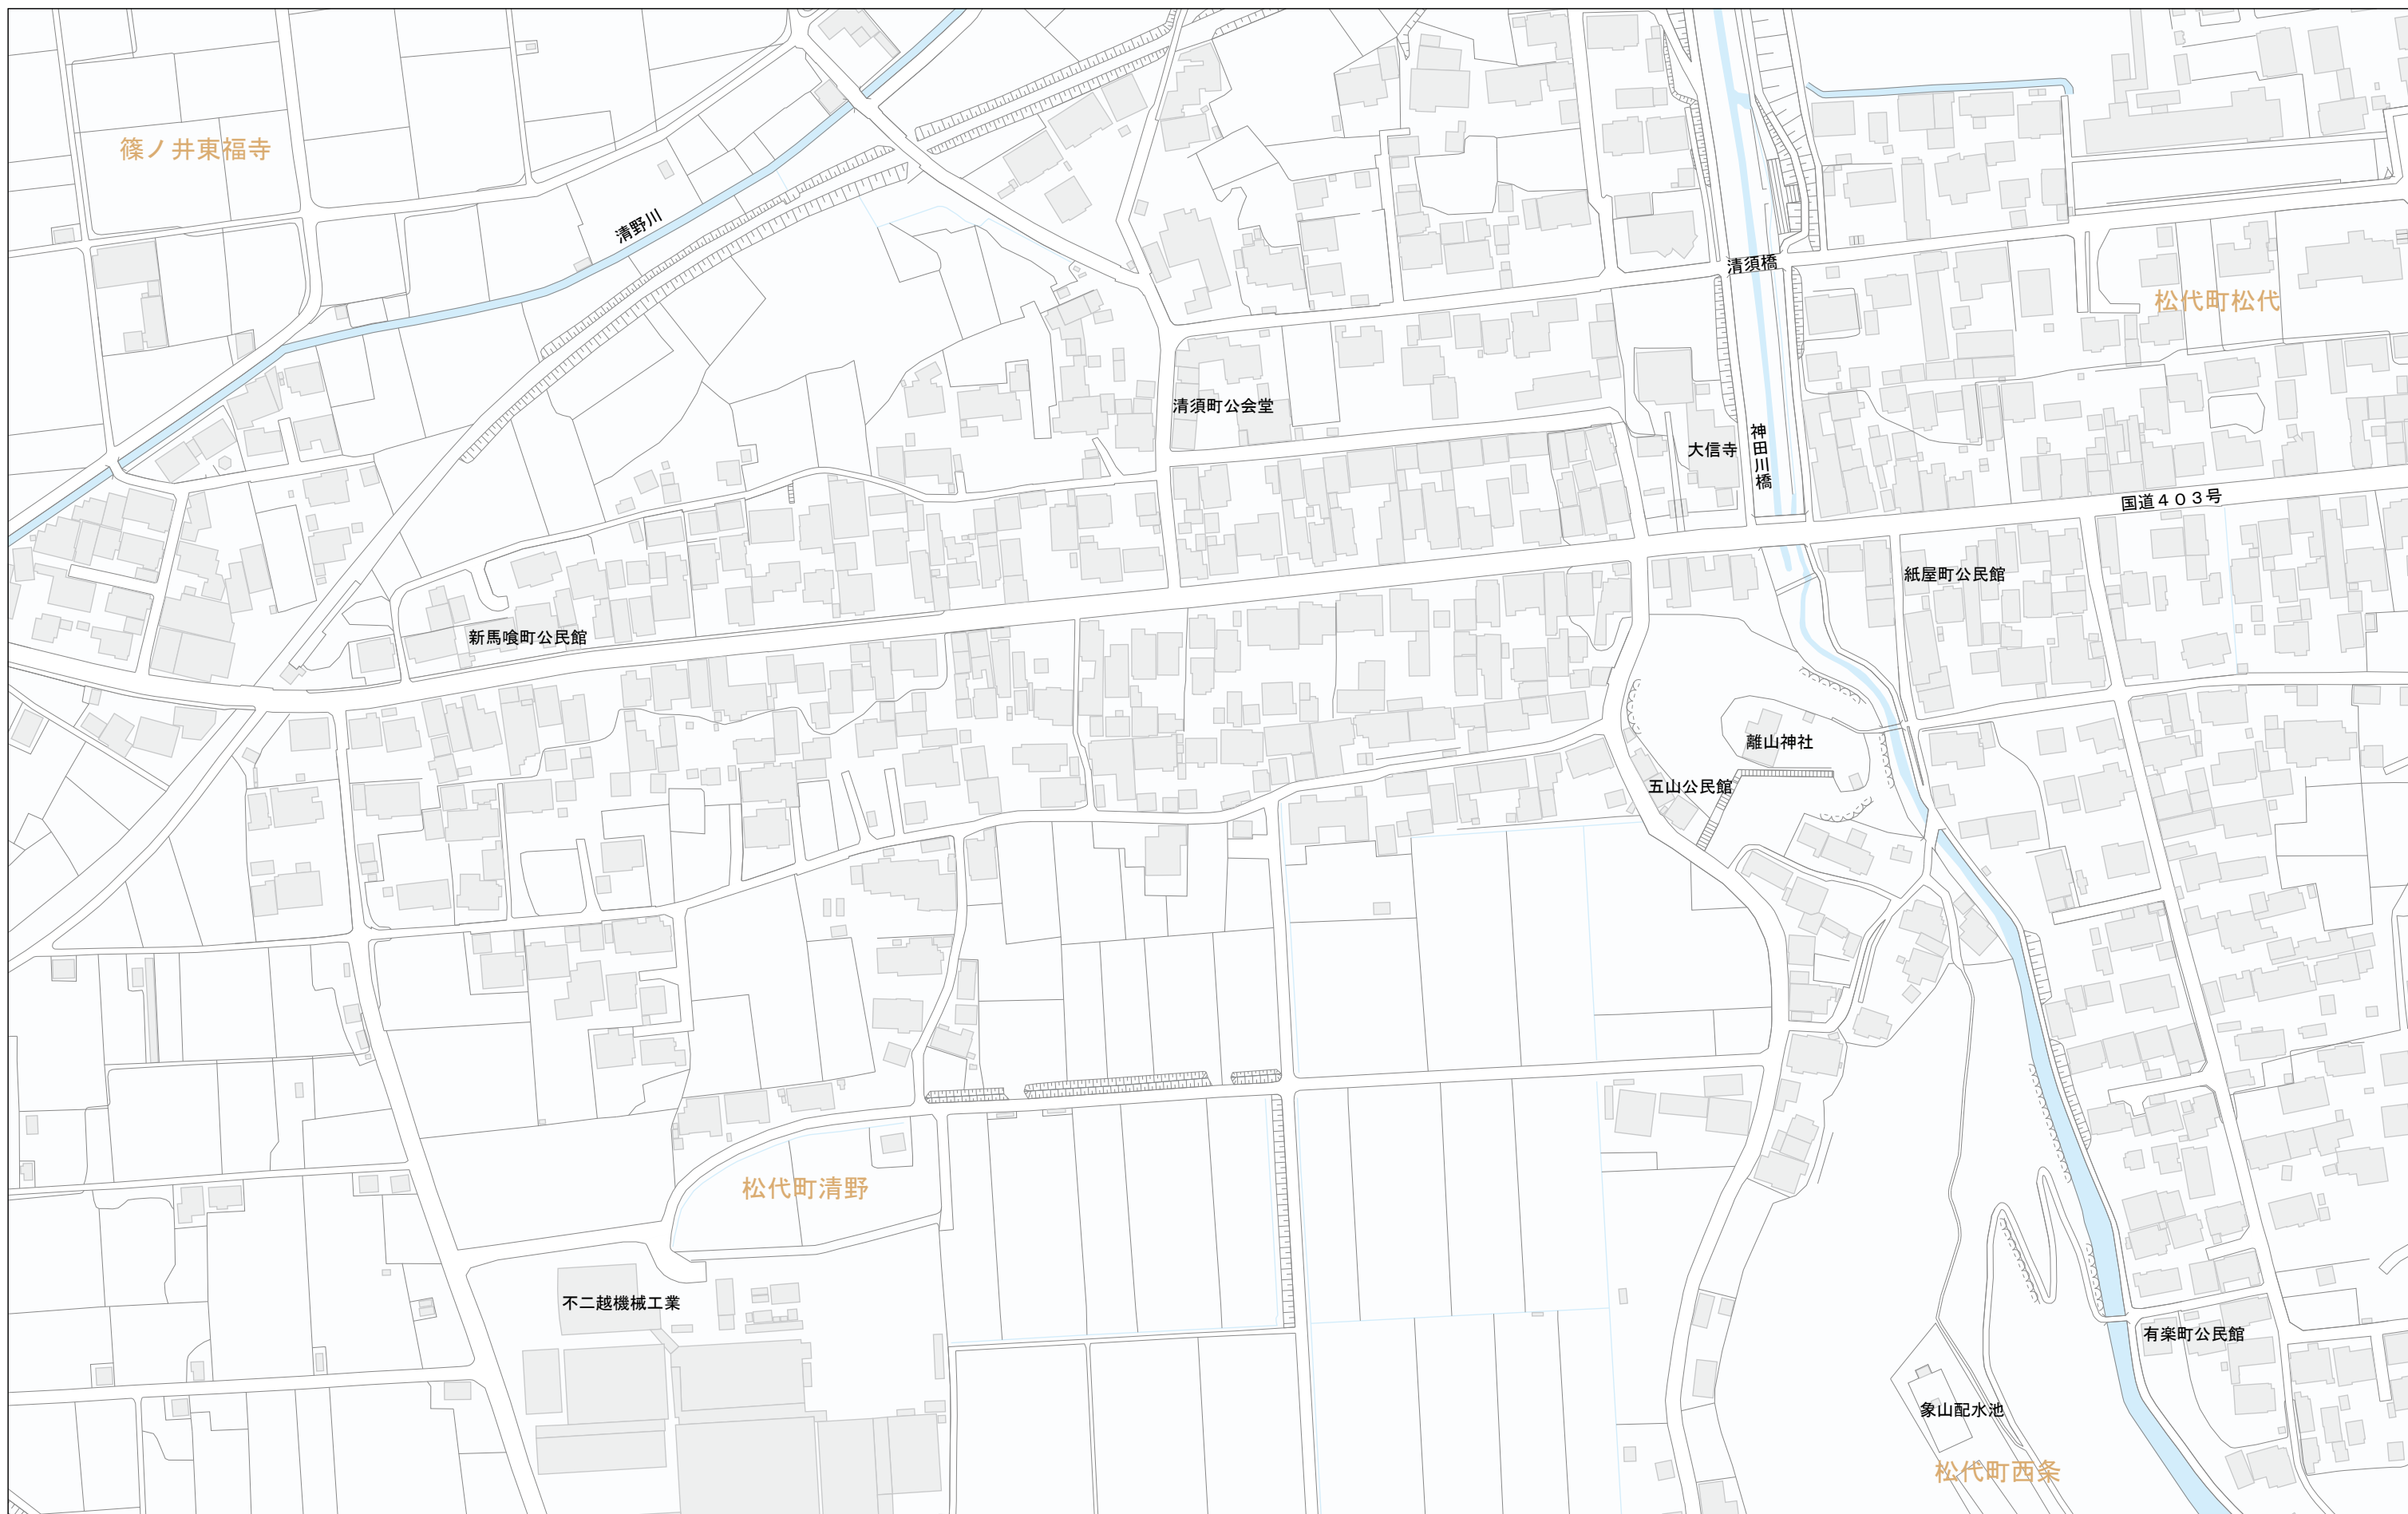 篠ノ井東福寺
清野川
清須橋
松代町松代
清須町公会堂
大信寺
神田川橋
国道403号
紙屋町公民館
新馬喰町公民館
離山神社
五山公民館
松代町清野
不二越機械工業
有楽町公民館
象山配水池
松代町西条